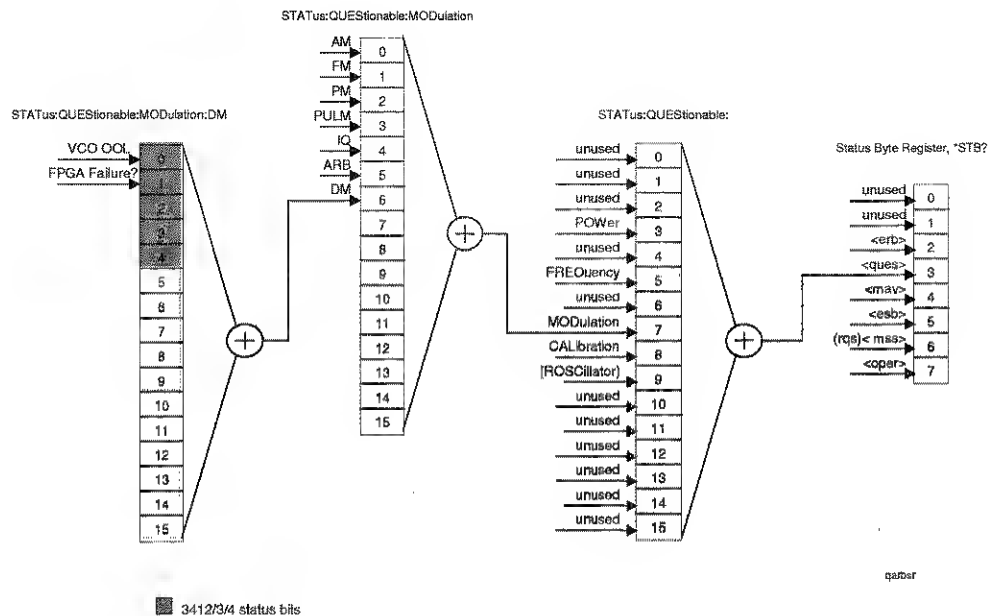 STATus:QUEStionable:MODulation
AM
FM
PM
PULM
IQ
ARB
DM
0
1
2
3
4
5
6
7
8
9
10
11
12
13
14
15
STATus:QUEStionable:MODulation:DM
VCO OOL
FPGA Failure?
0
1
2
3
4
5
6
7
8
9
10
11
12
13
14
15
STATus:QUEStionable:
unused
unused
unused
POWer
unused
FREQuency
unused
MODulation
CALibration
[ROSCillator)
unused
unused
unused
unused
unused
unused
0
1
2
3
4
5
6
7
8
9
10
11
12
13
14
15
Status Byte Register, *STB?
unused
unused
<erb>
<ques>
<mav>
<esb>
(rqs)< mss>
<oper>
0
1
2
3
4
5
6
7
3412/3/4 status bits